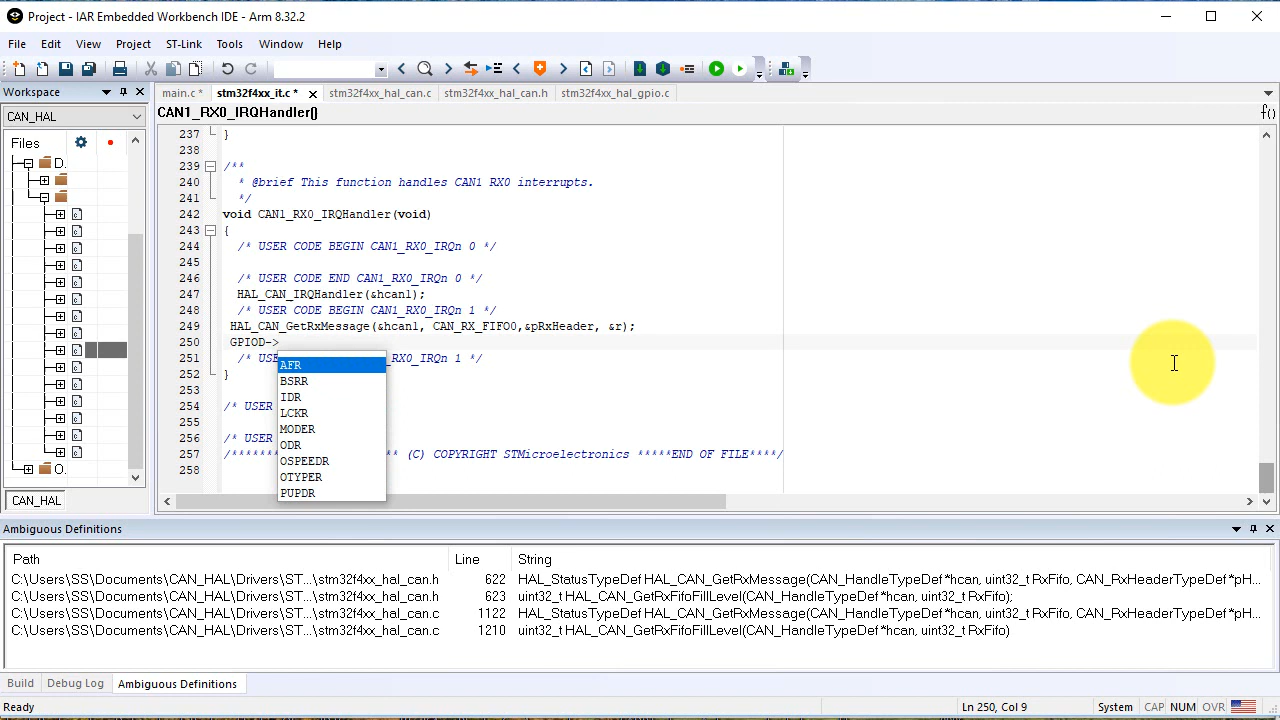 Project - IAR Embedded Workbench IDE - Arm 8.32.2
File Edit View Project ST-Link Tools Window Help
Workspace
main.c * stm32f4xx_it.c * stm32f4xx_hal_can.c stm32f4xx_hal_can.h stm32f4xx_hal_gpio.c
CAN_HAL
CAN1_RX0_IRQHandler() f()
Files
D.
237 }
238
239 /**
240 * @brief This function handles CAN1 RX0 interrupts.
241 */
242 void CAN1_RX0_IRQHandler(void)
243 {
244 /* USER CODE BEGIN CAN1_RX0_IRQn 0 */
245
246 /* USER CODE END CAN1_RX0_IRQn 0 */
247 HAL_CAN_IRQHandler(&hcan1);
248 /* USER CODE BEGIN CAN1_RX0_IRQn 1 */
249 HAL_CAN_GetRxMessage(&hcan1, CAN_RX_FIFO0,&pRxHeader, &r);
250 GPIOD->
251 /* USE RX0_IRQn 1 */
252 }
253
254 /* USER
255
256 /* USER
257 /******* ** (C) COPYRIGHT STMicroelectronics *****END OF FILE****/
258
AFR
BSRR
IDR
LCKR
MODER
ODR
OSPEEDR
OTYPER
PUPDR
O.
CAN_HAL
Ambiguous Definitions
Path Line String
C:\Users\SS\Documents\CAN_HAL\Drivers\ST...\stm32f4xx_hal_can.h 622 HAL_StatusTypeDef HAL_CAN_GetRxMessage(CAN_HandleTypeDef *hcan, uint32_t RxFifo, CAN_RxHeaderTypeDef *pH...
C:\Users\SS\Documents\CAN_HAL\Drivers\ST...\stm32f4xx_hal_can.h 623 uint32_t HAL_CAN_GetRxFifoFillLevel(CAN_HandleTypeDef *hcan, uint32_t RxFifo);
C:\Users\SS\Documents\CAN_HAL\Drivers\ST...\stm32f4xx_hal_can.c 1122 HAL_StatusTypeDef HAL_CAN_GetRxMessage(CAN_HandleTypeDef *hcan, uint32_t RxFifo, CAN_RxHeaderTypeDef *pH...
C:\Users\SS\Documents\CAN_HAL\Drivers\ST...\stm32f4xx_hal_can.c 1210 uint32_t HAL_CAN_GetRxFifoFillLevel(CAN_HandleTypeDef *hcan, uint32_t RxFifo)
Build Debug Log Ambiguous Definitions
Ready Ln 250, Col 9 System CAP NUM OVR